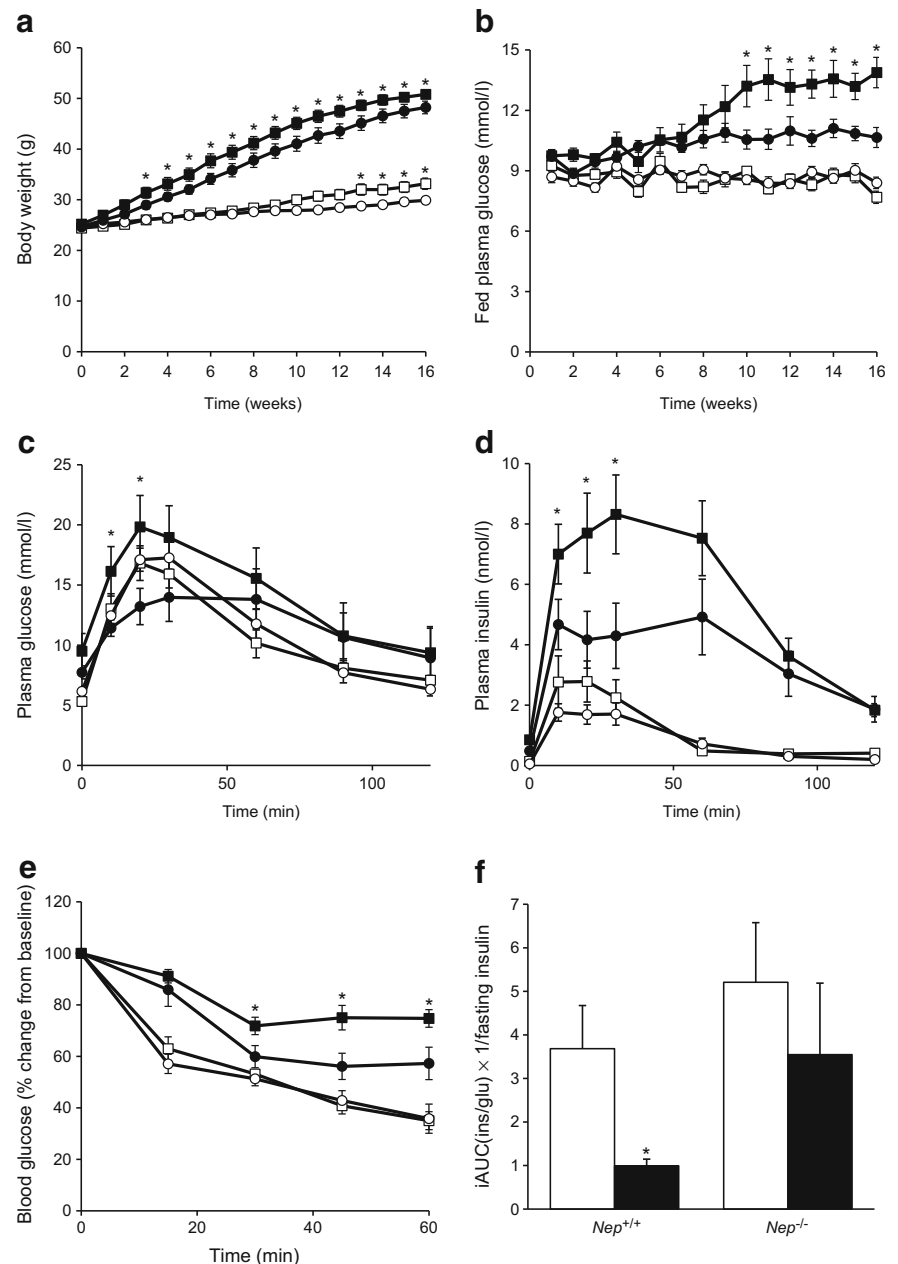 a
Body weight (g)
60
50
40
30
20
10
0
* * * * * * * * * * * * * *
* * * *
0 2 4 6 8 10 12 14 16
Time (weeks)
b
Fed plasma glucose (mmol/l)
15
12
9
6
3
0
* * * * * * *
0 2 4 6 8 10 12 14 16
Time (weeks)
c
Plasma glucose (mmol/l)
25
20
15
10
5
0
* *
0 50 100
Time (min)
d
Plasma insulin (nmol/l)
10
8
6
4
2
0
* * *
0 50 100
Time (min)
e
Blood glucose (% change from baseline)
120
100
80
60
40
20
0
* * *
0 20 40 60
Time (min)
f
iAUC(ins/glu) × 1/fasting insulin
7
6
5
4
3
2
1
0
*
Nep+/+ Nep-/-